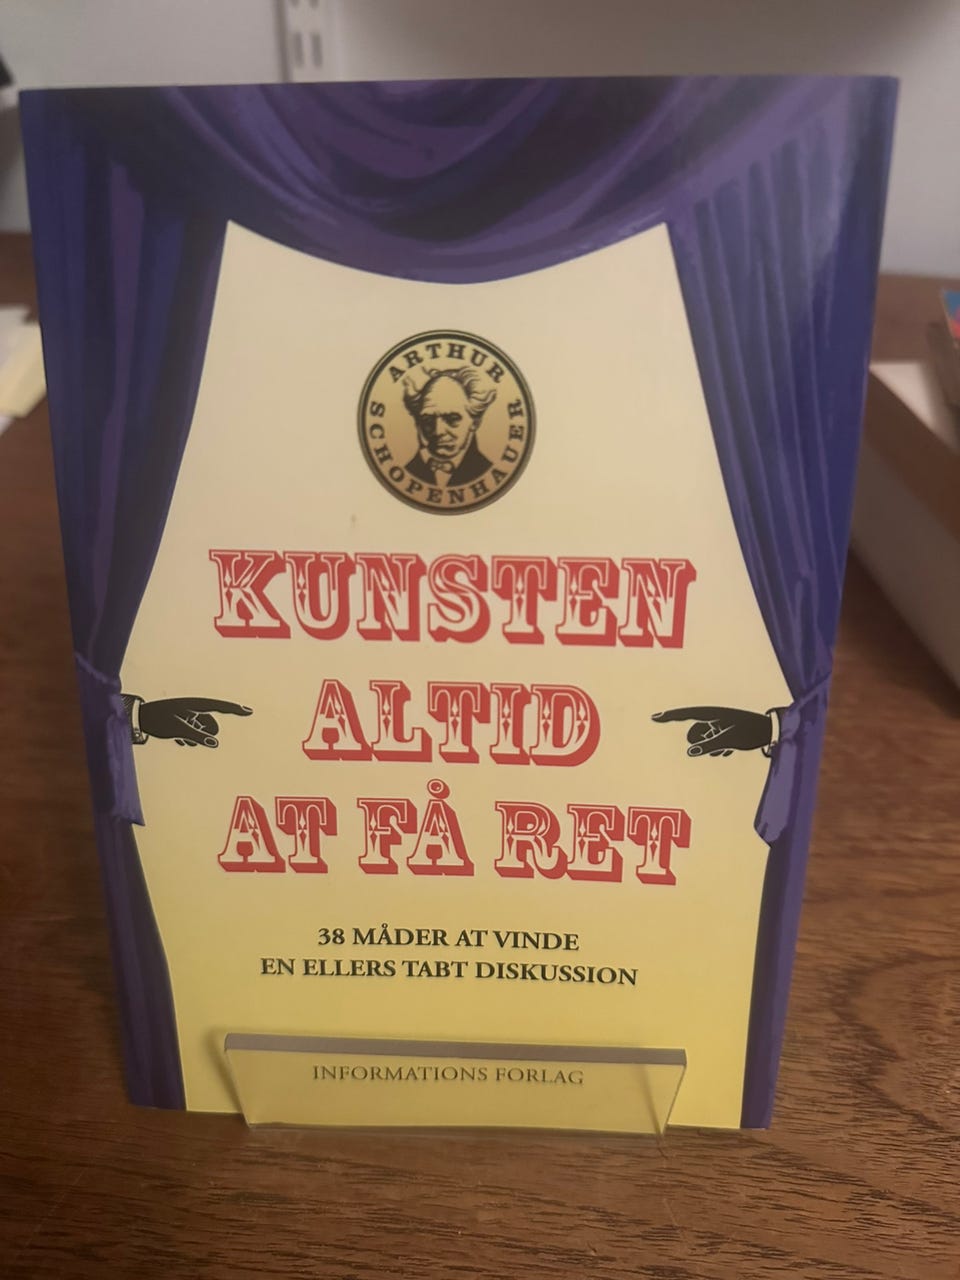 ARTHUR
SCHOPENHAUER
KUNSTEN
ALTID
AT FÅ RET
38 MÅDER AT VINDE
EN ELLERS TABT DISKUSSION
INFORMATIONS FORLAG